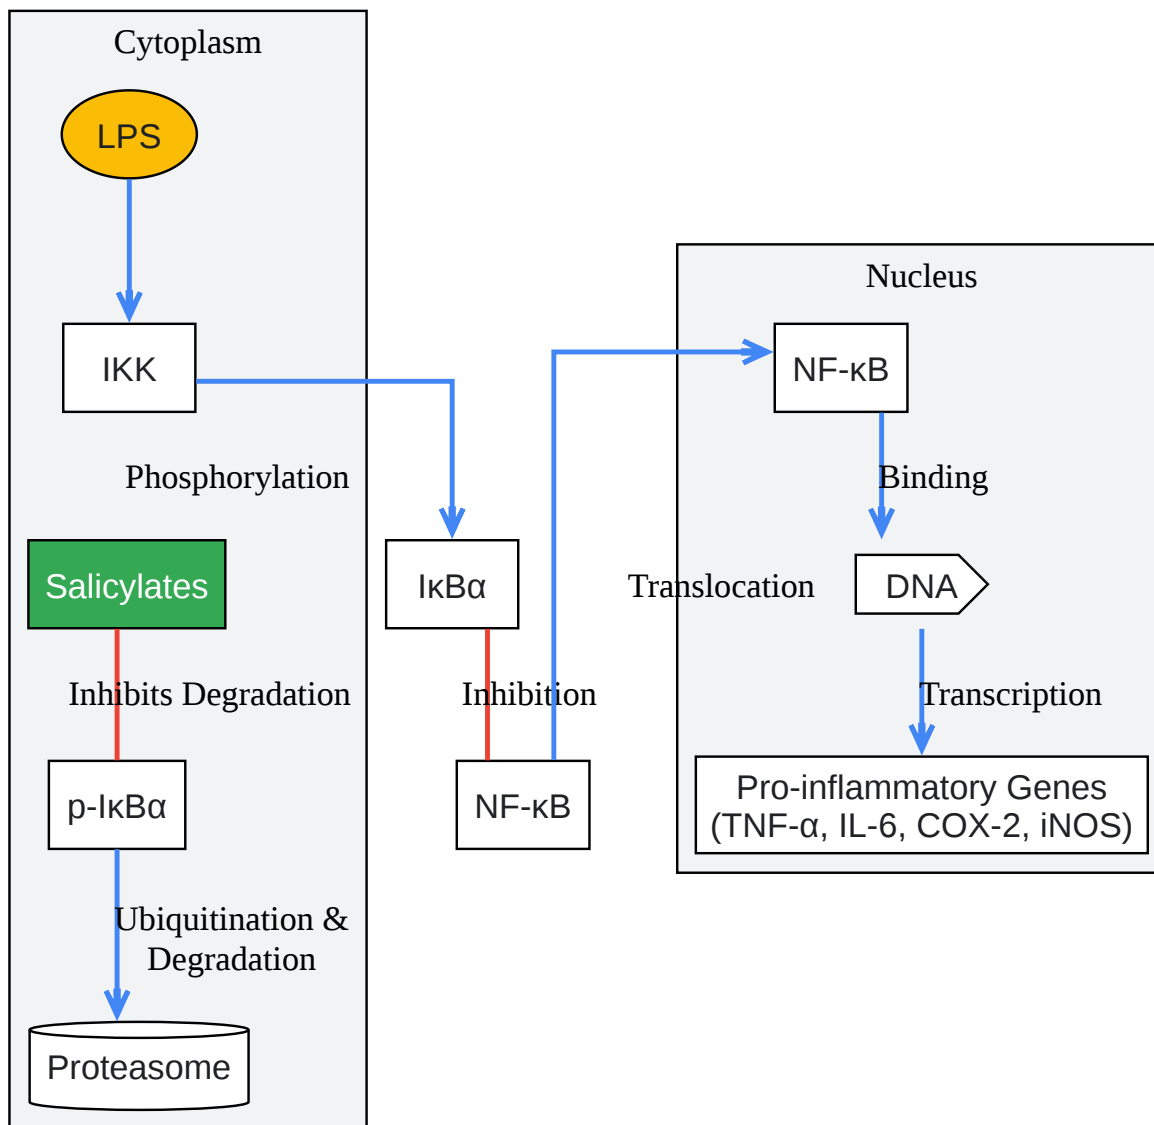 Cytoplasm
LPS
IKK
Phosphorylation
Salicylates
Inhibits Degradation
p-IκBα
Ubiquitination &
Degradation
Proteasome
IκBα
Inhibition
NF-κB
Translocation
Nucleus
NF-κB
Binding
DNA
Transcription
Pro-inflammatory Genes
(TNF-α, IL-6, COX-2, iNOS)